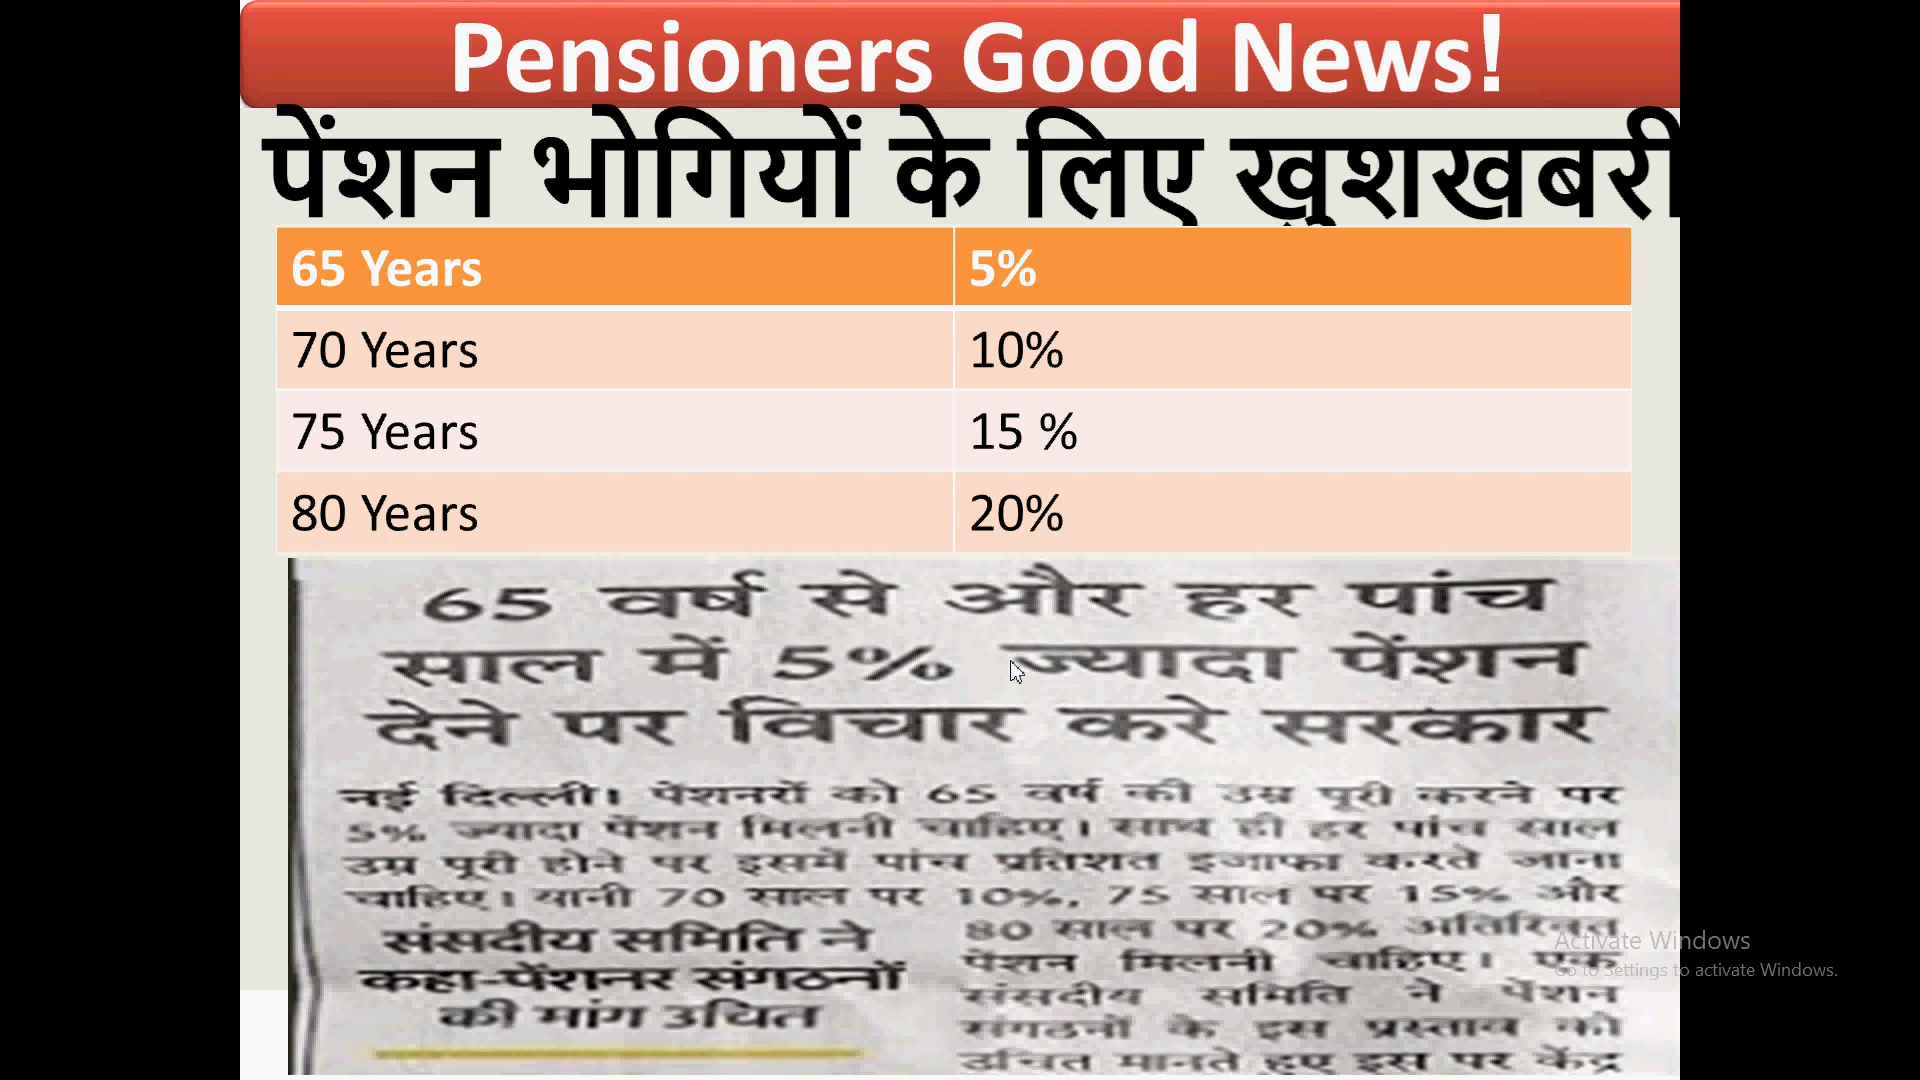 Pensioners Good News!
पेंशन भोगियों के लिए खुशखबरी
65 Years 5%
70 Years 10%
75 Years 15 %
80 Years 20%
65 वर्ष से और हर पांच
साल में 5% ज्यादा पेंशन
देने पर विचार करे सरकार
नई दिल्ली। पेंशनरों को 65 वर्ष की उम्र पूरी करने पर
5% ज्यादा पेंशन मिलनी चाहिए। साथ ही हर पांच साल
उम्र पूरी होने पर इसमें पांच प्रतिशत इजाफा करते जाना
चाहिए। यानी 70 साल पर 10%, 75 साल पर 15% और
संसदीय समिति ने
कहा-पेंशनर संगठनों
की मांग उचित
80 साल पर 20% अतिरिक्त
पेंशन मिलनी चाहिए। एक
संसदीय समिति ने पेंशन
संगठनों के इस प्रस्ताव को
उचित मानते हुए इस पर केंद्र
Activate Windows
Go to Settings to activate Windows.